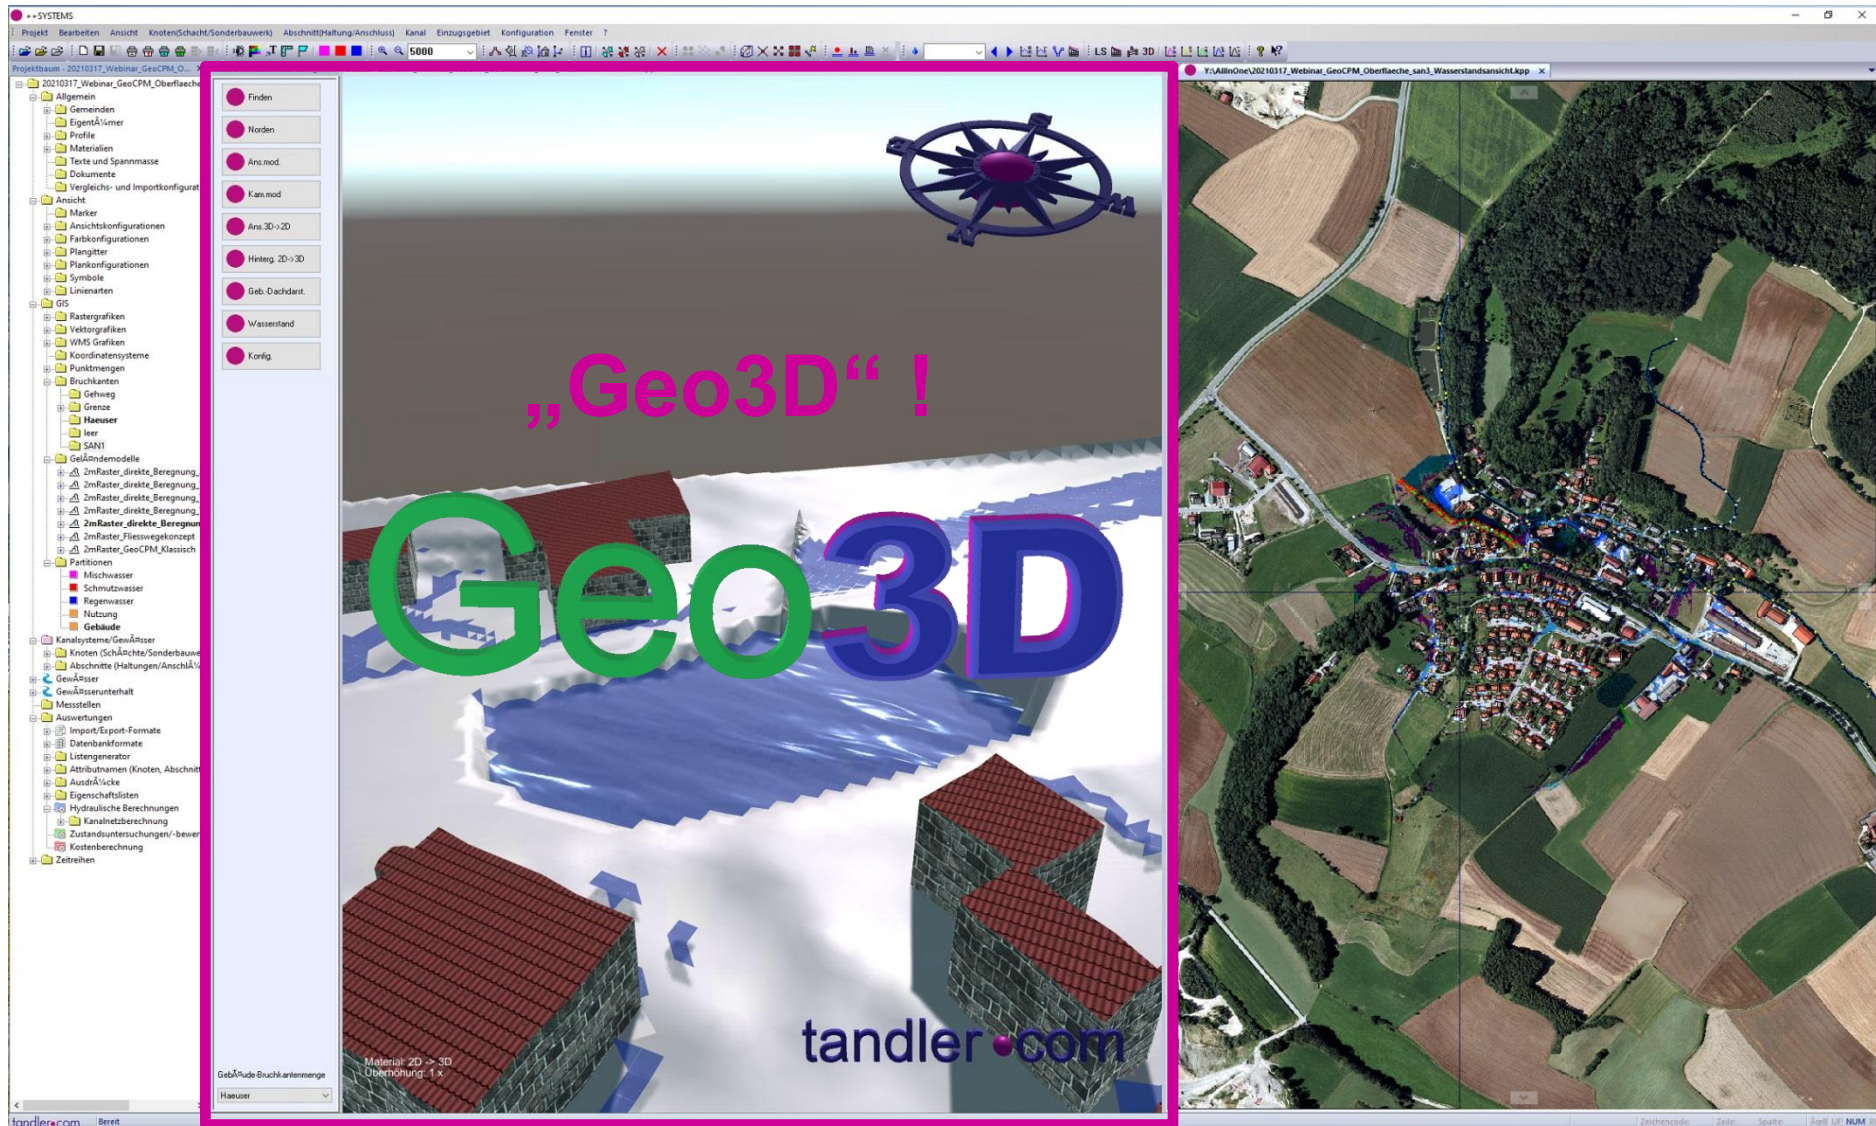 ++SYSTEMS
Projekt Bearbeiten Ansicht Knoten(Schacht/Sonderbauwerk) Abschnitt(Haltung/Anschluss) Kanal Einzugsgebiet Konfiguration Fenster ?
5000
LS
3D
Projektbaum - 20210317_Webinar_GeoCPM_O...
Y:\AllInOne\20210317_Webinar_GeoCPM_Oberflaeche_san3_Wasserstandsansicht.kpp
20210317_Webinar_GeoCPM_Oberflaeche
Allgemein
Gemeinden
EigentÃ¼mer
Profile
Materialien
Texte und Spannmasse
Dokumente
Vergleichs- und Importkonfigurat
Ansicht
Marker
Ansichtskonfigurationen
Farbkonfigurationen
Plangitter
Plankonfigurationen
Symbole
Linienarten
GIS
Rastergrafiken
Vektorgrafiken
WMS Grafiken
Koordinatensysteme
Punktmengen
Bruchkanten
Gehweg
Grenze
Haeuser
leer
SAN1
GelÃ¤ndemodelle
2mRaster_direkte_Beregnung_
2mRaster_direkte_Beregnung_
2mRaster_direkte_Beregnung_
2mRaster_direkte_Beregnung_
2mRaster_direkte_Beregnun
2mRaster_Fliesswegekonzept
2mRaster_GeoCPM_Klassisch
Partitionen
Mischwasser
Schmutzwasser
Regenwasser
Nutzung
Gebäude
Kanalsysteme/GewÃ¤sser
Knoten (SchÃ¤chte/Sonderbauwe
Abschnitte (Haltungen/AnschlÃ¼
GewÃ¤sser
GewÃ¤sserunterhalt
Messstellen
Auswertungen
Import/Export-Formate
Datenbankformate
Listengenerator
Attributnamen (Knoten, Abschnitt
AusdrÃ¼cke
Eigenschaftslisten
Hydraulische Berechnungen
Kanalnetzberechnung
Zustandsuntersuchungen/-bewer
Kostenberechnung
Zeitreihen
Finden
Norden
Ans.mod.
Kam.mod
Ans.3D->2D
Hinterg. 2D->3D
Geb.-Dachdarst.
Wasserstand
Konfig.
„Geo3D“ !
Geo3D
N
tandler.com
Material: 2D -> 3D
Überhöhung: 1 x
GebÃ¤ude-Bruchkantenmenge
Haeuser
tandler.com
Bereit
Zeichencode:
Zeile:
Spalte:
NUM